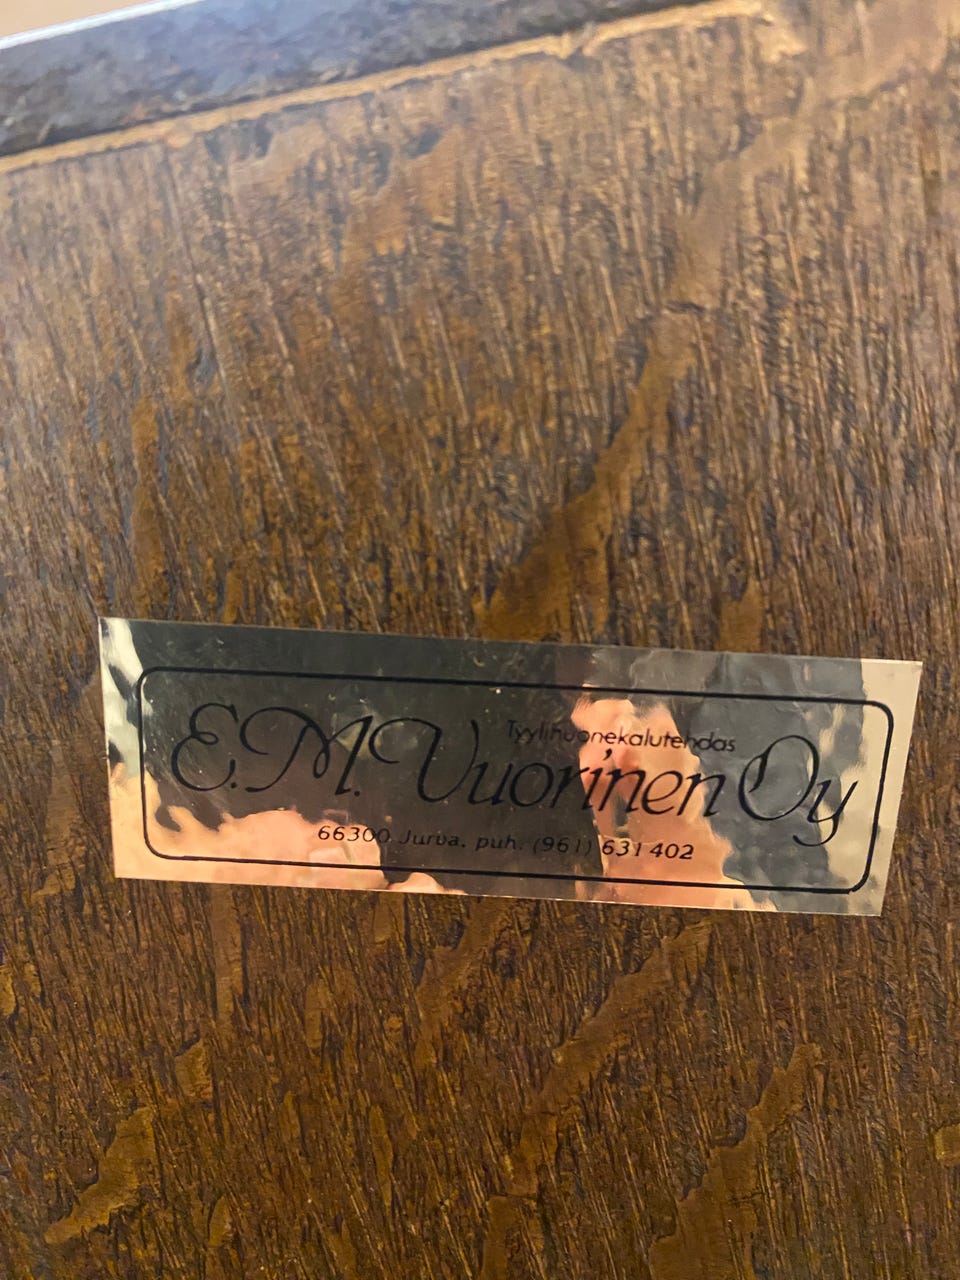 Tyylihuonekalutehdas
E.M. Vuorinen Oy
66300 Jurva, puh. (961) 631 402